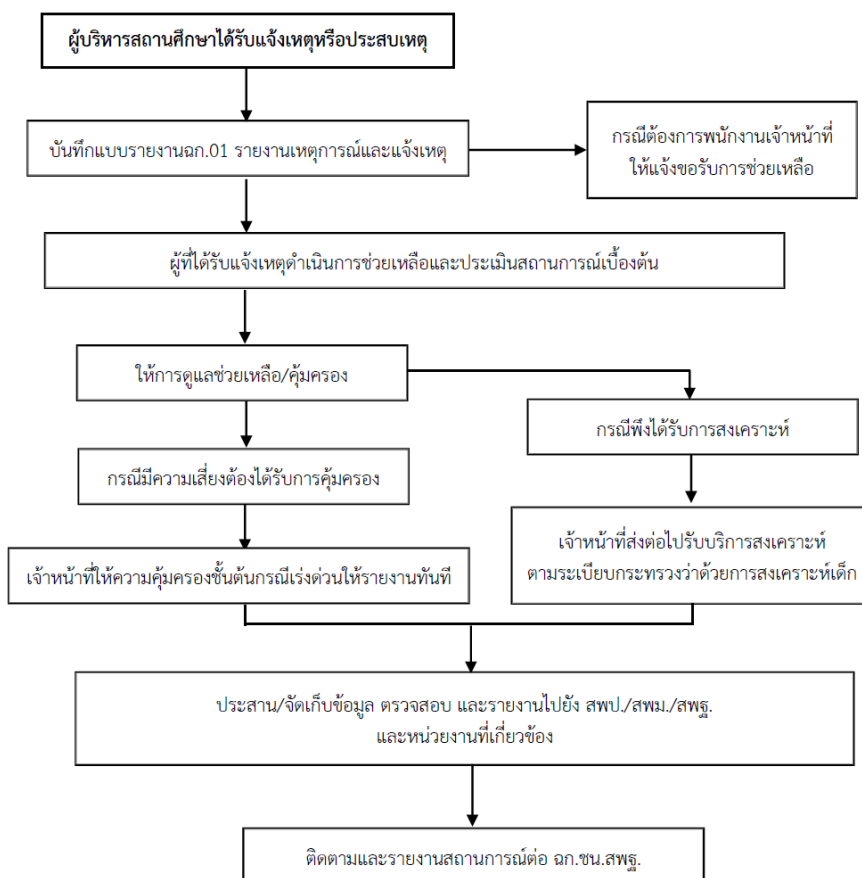 ผู้บริหารสถานศึกษาได้รับแจ้งเหตุหรือประสบเหตุ
บันทึกแบบรายงานฉก.01 รายงานเหตุการณ์และแจ้งเหตุ
กรณีต้องการพนักงานเจ้าหน้าที่
ให้แจ้งขอรับการช่วยเหลือ
ผู้ที่ได้รับแจ้งเหตุดำเนินการช่วยเหลือและประเมินสถานการณ์เบื้องต้น
ให้การดูแลช่วยเหลือ/คุ้มครอง
กรณีพึงได้รับการสงเคราะห์
กรณีมีความเสี่ยงต้องได้รับการคุ้มครอง
เจ้าหน้าที่ส่งต่อไปรับบริการสงเคราะห์
ตามระเบียบกระทรวงว่าด้วยการสงเคราะห์เด็ก
เจ้าหน้าที่ให้ความคุ้มครองชั้นต้นกรณีเร่งด่วนให้รายงานทันที
ประสาน/จัดเก็บข้อมูล ตรวจสอบ และรายงานไปยัง สพป./สพม./สพฐ.
และหน่วยงานที่เกี่ยวข้อง
ติดตามและรายงานสถานการณ์ต่อ ฉก.ชน.สพฐ.